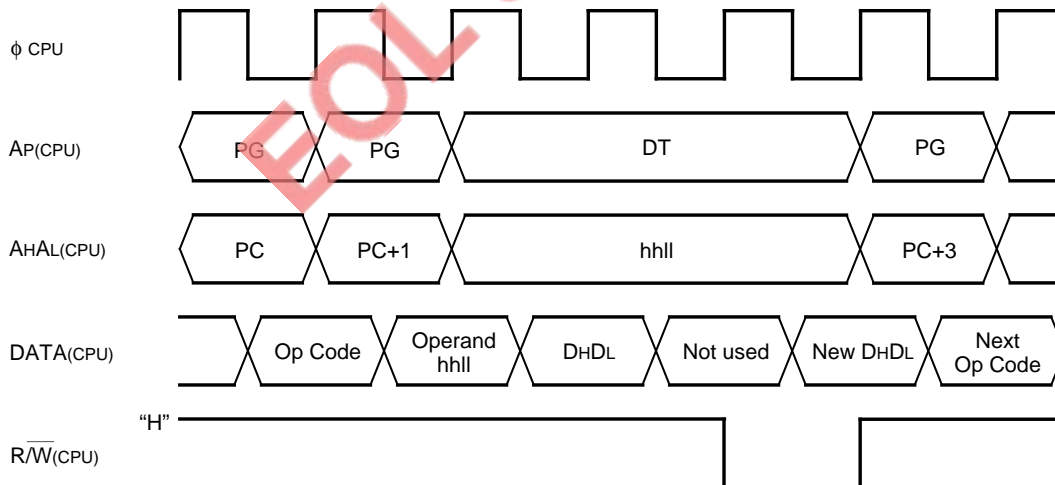 EOL
φ CPU
AP(CPU) PG PG DT PG
AHAL(CPU) PC PC+1 hhll PC+3
DATA(CPU) Op Code Operand hhll DHDL Not used New DHDL Next Op Code
“H”
R/W̅(CPU)